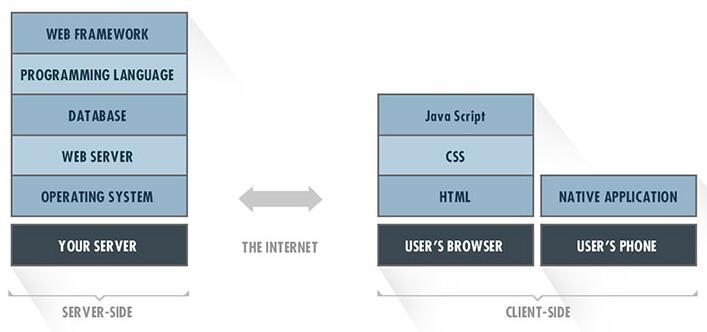 WEB FRAMEWORK
PROGRAMMING LANGUAGE
DATABASE
WEB SERVER
OPERATING SYSTEM
YOUR SERVER
SERVER-SIDE
THE INTERNET
Java Script
CSS
HTML
USER'S BROWSER
NATIVE APPLICATION
USER'S PHONE
CLIENT-SIDE